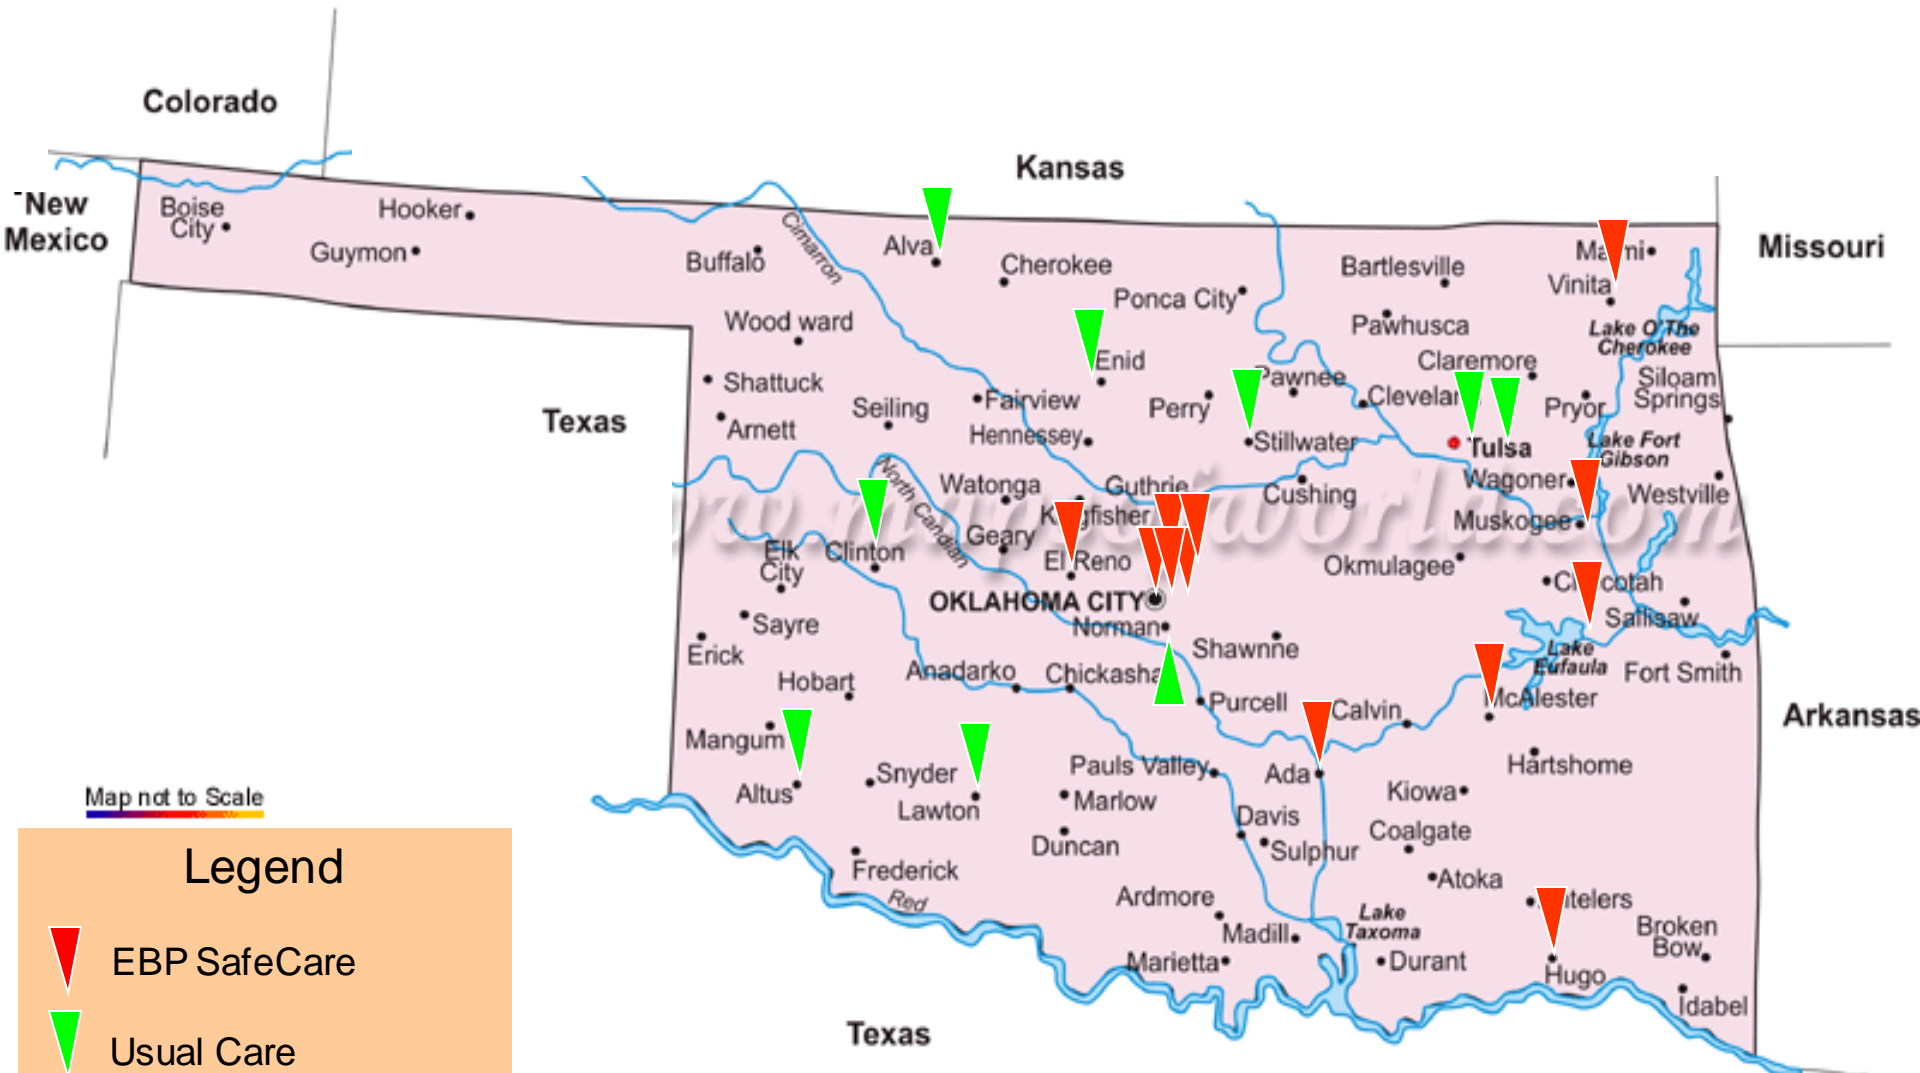 Colorado
Kansas
New
Mexico
Missouri
Texas
Arkansas
Texas
Boise
City
Hooker
Guymon
Buffalo
Cimarron
Alva
Cherokee
Ponca City
Bartlesville
Vinita
Wood ward
Pawhusca
Lake O'The
Cherokee
Enid
Claremore
Shattuck
Pawnee
Siloam
Springs
Seiling
Fairview
Perry
Pryor
Arnett
Hennessey
Stillwater
Tulsa
Lake Fort
Gibson
North Candian
Watonga
Guthrie
Cushing
Wagoner
Westville
Geary
Muskogee
Elk
City
Clinton
El Reno
Okmulagee
OKLAHOMA CITY
Sallisaw
Sayre
Norman
Erick
Shawnne
Lake
Eufaula
Fort Smith
Hobart
Anadarko
Chickasha
Purcell
Calvin
McAlester
Mangum
Altus
Snyder
Lawton
Pauls Valley
Ada
Hartshome
Marlow
Kiowa
Duncan
Davis
Sulphur
Coalgate
Frederick
Red
Atoka
Ardmore
Madill
Lake
Taxoma
Broken
Bow
Marietta
Durant
Hugo
Idabel
Map not to Scale
Legend
EBP SafeCare
Usual Care